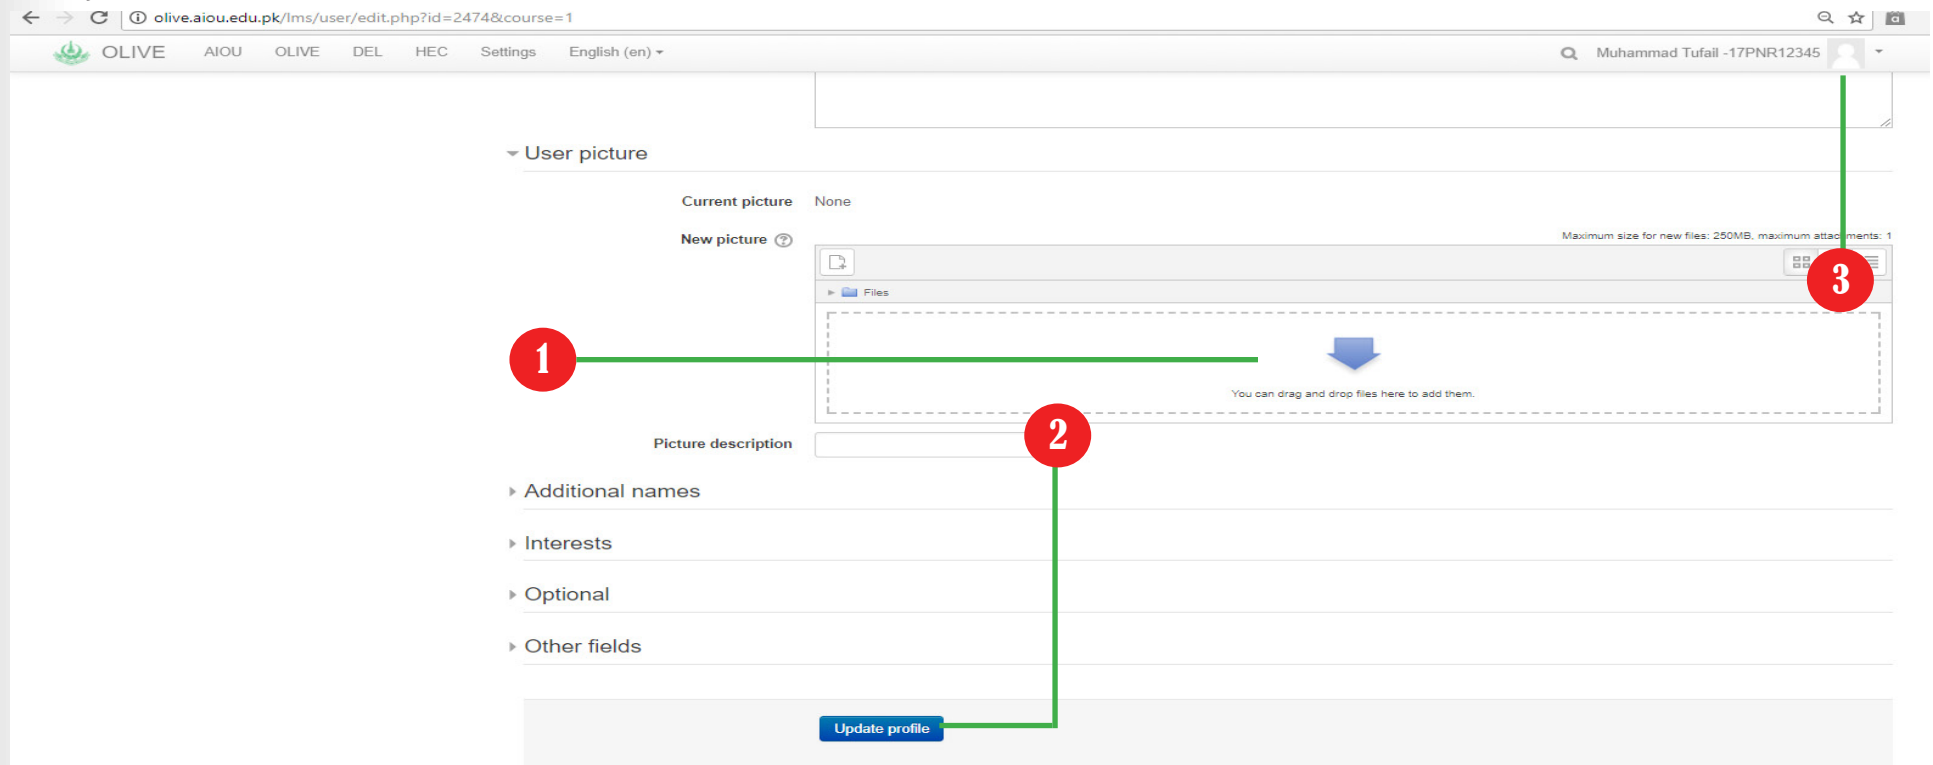 olive.aiou.edu.pk/lms/user/edit.php?id=2474&course=1
OLIVE AIOU OLIVE DEL HEC Settings English (en) Muhammad Tufail -17PNR12345
User picture
Current picture None
New picture ? Maximum size for new files: 250MB, maximum attachments: 1
Files
3
1
You can drag and drop files here to add them.
Picture description
2
Additional names
Interests
Optional
Other fields
Update profile